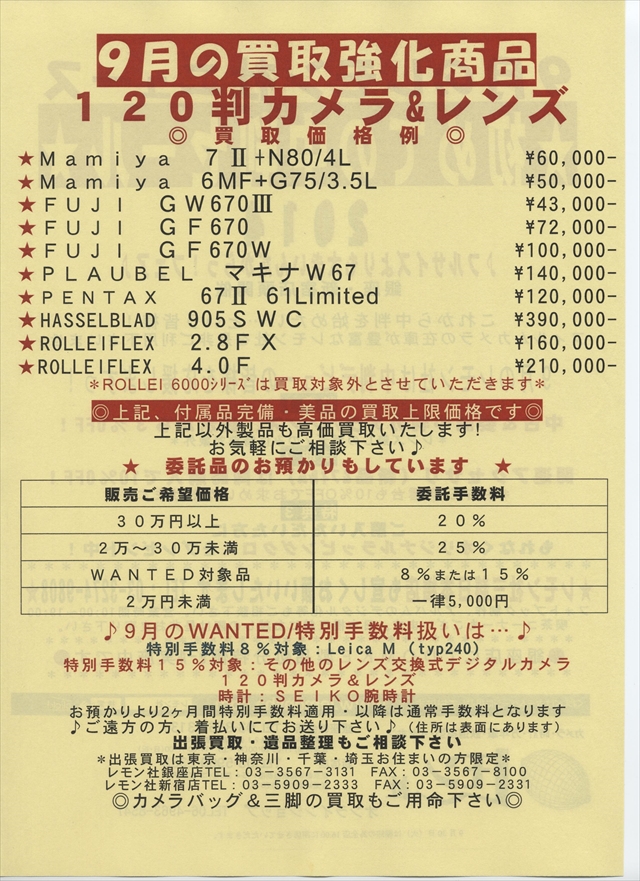 9月の買取強化商品
120判カメラ&レンズ
◎買取価格例◎
★Mamiya 7Ⅱ+N80/4L ¥60,000-
★Mamiya 6MF+G75/3.5L ¥50,000-
★FUJI GW670Ⅲ ¥43,000-
★FUJI GF670 ¥72,000-
★FUJI GF670W ¥100,000-
★PLAUBEL マキナW67 ¥140,000-
★PENTAX 67Ⅱ 61Limited ¥120,000-
★HASSELBLAD 905SWC ¥390,000-
★ROLLEIFLEX 2.8FX ¥160,000-
★ROLLEIFLEX 4.0F ¥210,000-
*ROLLEI 6000ｼﾘｰｽﾞは買取対象外とさせていただきます*
◎上記、付属品完備・美品の買取上限価格です◎
上記以外製品も高価買取いたします!
お気軽にご相談下さい♪
★ 委託品のお預かりもしています ★
販売ご希望価格 委託手数料
30万円以上 20%
2万～30万未満 25%
WANTED対象品 8%または15%
2万円未満 一律5,000円
♪9月のWANTED/特別手数料扱いは…♪
特別手数料8%対象:Leica M (typ240)
特別手数料15%対象:その他のレンズ交換式デジタルカメラ
120判カメラ&レンズ
時計:SEIKO腕時計
お預かりより2ヶ月間特別手数料適用・以降は通常手数料となります
♪ご遠方の方、着払いにてお送り下さい♪（住所は表面にあります）
出張買取・遺品整理もご相談下さい
*出張買取は東京・神奈川・千葉・埼玉お住まいの方限定*
レモン社銀座店TEL:03-3567-3131 FAX:03-3567-8100
レモン社新宿店TEL:03-5909-2333 FAX:03-5909-2331
◎カメラバッグ&三脚の買取もご用命下さい◎